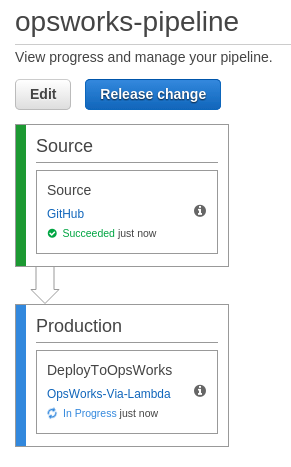 opsworks-pipeline
View progress and manage your pipeline.
Edit
Release change
Source
Source
GitHub
Succeeded just now
Production
DeployToOpsWorks
OpsWorks-Via-Lambda
In Progress just now